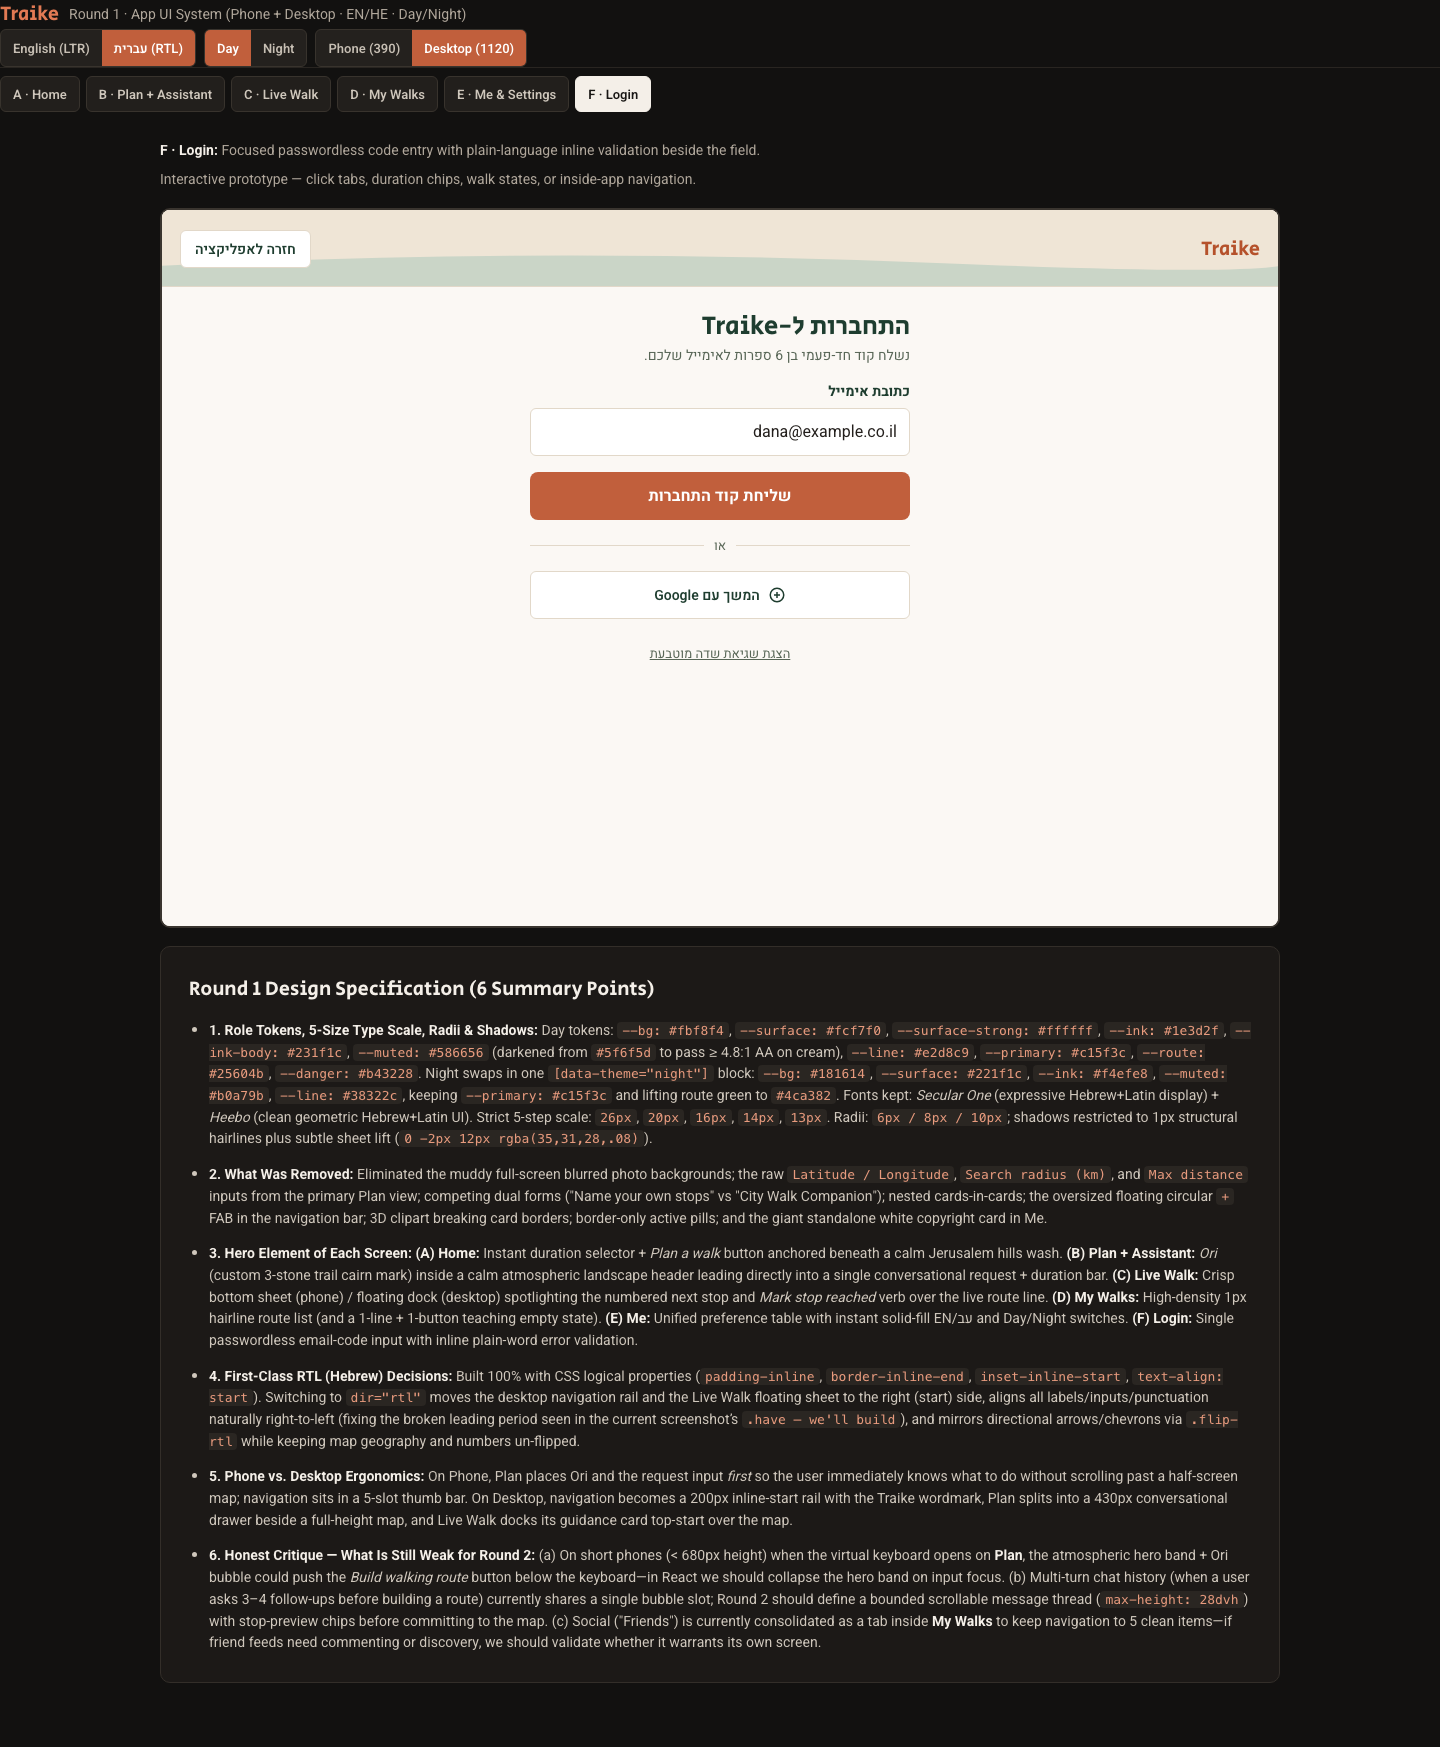 Traike Round 1 · App UI System (Phone + Desktop · EN/HE · Day/Night)
English (LTR) עברית (RTL) Day Night Phone (390) Desktop (1120)
A · Home B · Plan + Assistant C · Live Walk D · My Walks E · Me & Settings F · Login
F · Login: Focused passwordless code entry with plain-language inline validation beside the field.
Interactive prototype — click tabs, duration chips, walk states, or inside-app navigation.
Traike
חזרה לאפליקציה
התחברות ל-Traike
נשלח קוד חד-פעמי בן 6 ספרות לאימייל שלכם.
כתובת אימייל
dana@example.co.il
שליחת קוד התחברות
או
המשך עם Google
הצגת שגיאת שדה מוטבעת
Round 1 Design Specification (6 Summary Points)
• 1. Role Tokens, 5-Size Type Scale, Radii & Shadows: Day tokens: --bg: #fbf8f4, --surface: #fcf7f0, --surface-strong: #ffffff, --ink: #1e3d2f, --
ink-body: #231f1c, --muted: #586656 (darkened from #5f6f5d to pass ≥ 4.8:1 AA on cream), --line: #e2d8c9, --primary: #c15f3c, --route:
#25604b, --danger: #b43228. Night swaps in one [data-theme="night"] block: --bg: #181614, --surface: #221f1c, --ink: #f4efe8, --muted:
#b0a79b, --line: #38322c, keeping --primary: #c15f3c and lifting route green to #4ca382. Fonts kept: Secular One (expressive Hebrew+Latin display) +
Heebo (clean geometric Hebrew+Latin UI). Strict 5-step scale: 26px, 20px, 16px, 14px, 13px. Radii: 6px / 8px / 10px; shadows restricted to 1px structural
hairlines plus subtle sheet lift (0 -2px 12px rgba(35,31,28,.08)).
• 2. What Was Removed: Eliminated the muddy full-screen blurred photo backgrounds; the raw Latitude / Longitude, Search radius (km), and Max distance
inputs from the primary Plan view; competing dual forms ("Name your own stops" vs "City Walk Companion"); nested cards-in-cards; the oversized floating circular +
FAB in the navigation bar; 3D clipart breaking card borders; border-only active pills; and the giant standalone white copyright card in Me.
• 3. Hero Element of Each Screen: (A) Home: Instant duration selector + Plan a walk button anchored beneath a calm Jerusalem hills wash. (B) Plan + Assistant: Ori
(custom 3-stone trail cairn mark) inside a calm atmospheric landscape header leading directly into a single conversational request + duration bar. (C) Live Walk: Crisp
bottom sheet (phone) / floating dock (desktop) spotlighting the numbered next stop and Mark stop reached verb over the live route line. (D) My Walks: High-density 1px
hairline route list (and a 1-line + 1-button teaching empty state). (E) Me: Unified preference table with instant solid-fill EN/עב and Day/Night switches. (F) Login: Single
passwordless email-code input with inline plain-word error validation.
• 4. First-Class RTL (Hebrew) Decisions: Built 100% with CSS logical properties (padding-inline, border-inline-end, inset-inline-start, text-align:
start). Switching to dir="rtl" moves the desktop navigation rail and the Live Walk floating sheet to the right (start) side, aligns all labels/inputs/punctuation
naturally right-to-left (fixing the broken leading period seen in the current screenshot's .have — we'll build), and mirrors directional arrows/chevrons via .flip-
rtl while keeping map geography and numbers un-flipped.
• 5. Phone vs. Desktop Ergonomics: On Phone, Plan places Ori and the request input first so the user immediately knows what to do without scrolling past a half-screen
map; navigation sits in a 5-slot thumb bar. On Desktop, navigation becomes a 200px inline-start rail with the Traike wordmark, Plan splits into a 430px conversational
drawer beside a full-height map, and Live Walk docks its guidance card top-start over the map.
• 6. Honest Critique — What Is Still Weak for Round 2: (a) On short phones (< 680px height) when the virtual keyboard opens on Plan, the atmospheric hero band + Ori
bubble could push the Build walking route button below the keyboard—in React we should collapse the hero band on input focus. (b) Multi-turn chat history (when a user
asks 3–4 follow-ups before building a route) currently shares a single bubble slot; Round 2 should define a bounded scrollable message thread (max-height: 28dvh)
with stop-preview chips before committing to the map. (c) Social ("Friends") is currently consolidated as a tab inside My Walks to keep navigation to 5 clean items—if
friend feeds need commenting or discovery, we should validate whether it warrants its own screen.